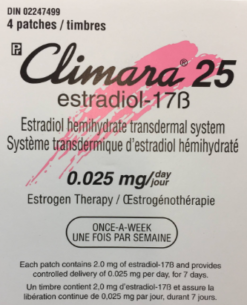 DIN 02247499
4 patches / timbres
Pr
Climara® 25
estradiol-17ß
Estradiol hemihydrate transdermal system
Système transdermique d'estradiol hémihydraté
0.025 mg/day/jour
Estrogen Therapy / Œstrogénothérapie
ONCE-A-WEEK
UNE FOIS PAR SEMAINE
Each patch contains 2.0 mg of estradiol-17ß and provides
controlled delivery of 0.025 mg per day, for 7 days.
Un timbre contient 2,0 mg d'estradiol-17ß et assure la
libération continue de 0,025 mg par jour, durant 7 jours.